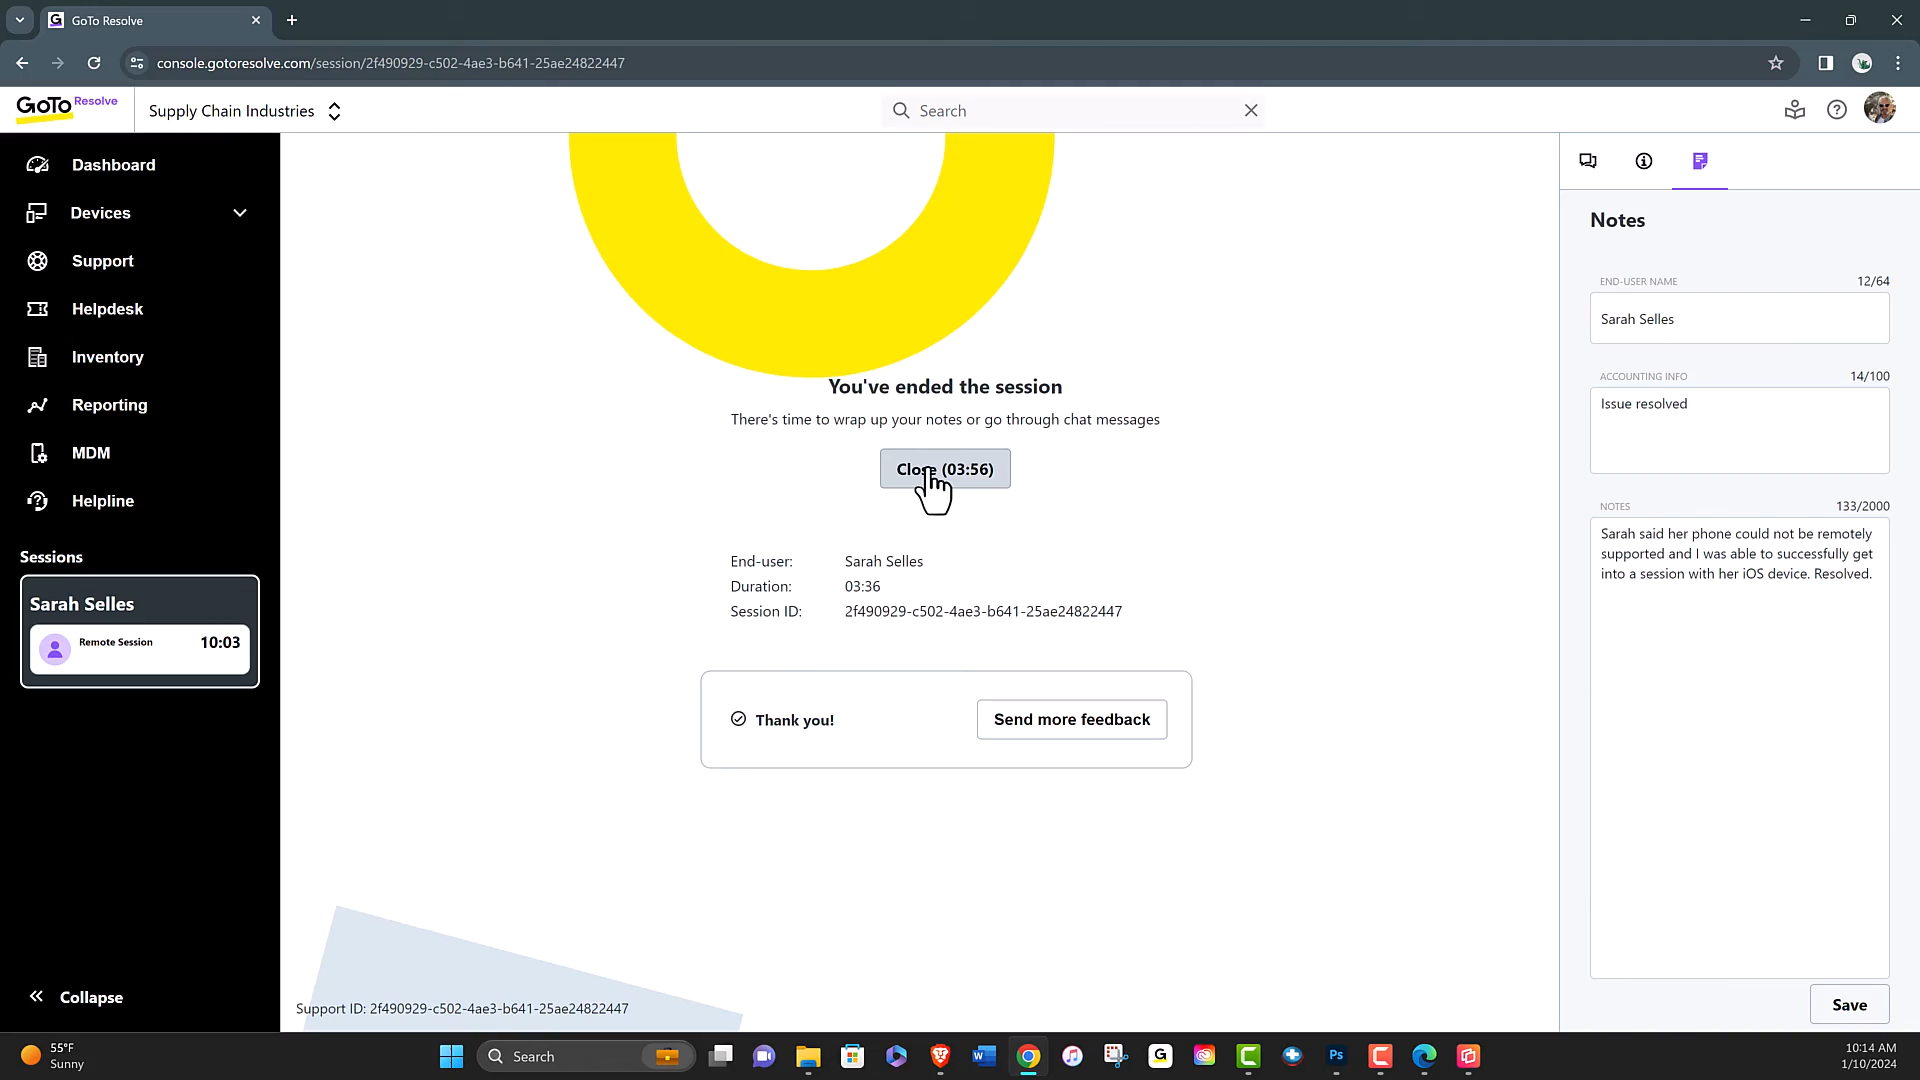 GoTo Resolve
console.gotoresolve.com/session/2f490929-c502-4ae3-b641-25ae24822447
GoTo Resolve
Supply Chain Industries
Search
Dashboard
Devices
Support
Helpdesk
Inventory
Reporting
MDM
Helpline
Sessions
Sarah Selles
Remote Session 10:03
Collapse
You've ended the session
There's time to wrap up your notes or go through chat messages
Close (03:56)
End-user: Sarah Selles
Duration: 03:36
Session ID: 2f490929-c502-4ae3-b641-25ae24822447
Thank you!
Send more feedback
Support ID: 2f490929-c502-4ae3-b641-25ae24822447
Notes
END-USER NAME 12/64
Sarah Selles
ACCOUNTING INFO 14/100
Issue resolved
NOTES 133/2000
Sarah said her phone could not be remotely
supported and I was able to successfully get
into a session with her iOS device. Resolved.
Save
55°F
Sunny
Search
W
G
Ps
10:14 AM
1/10/2024